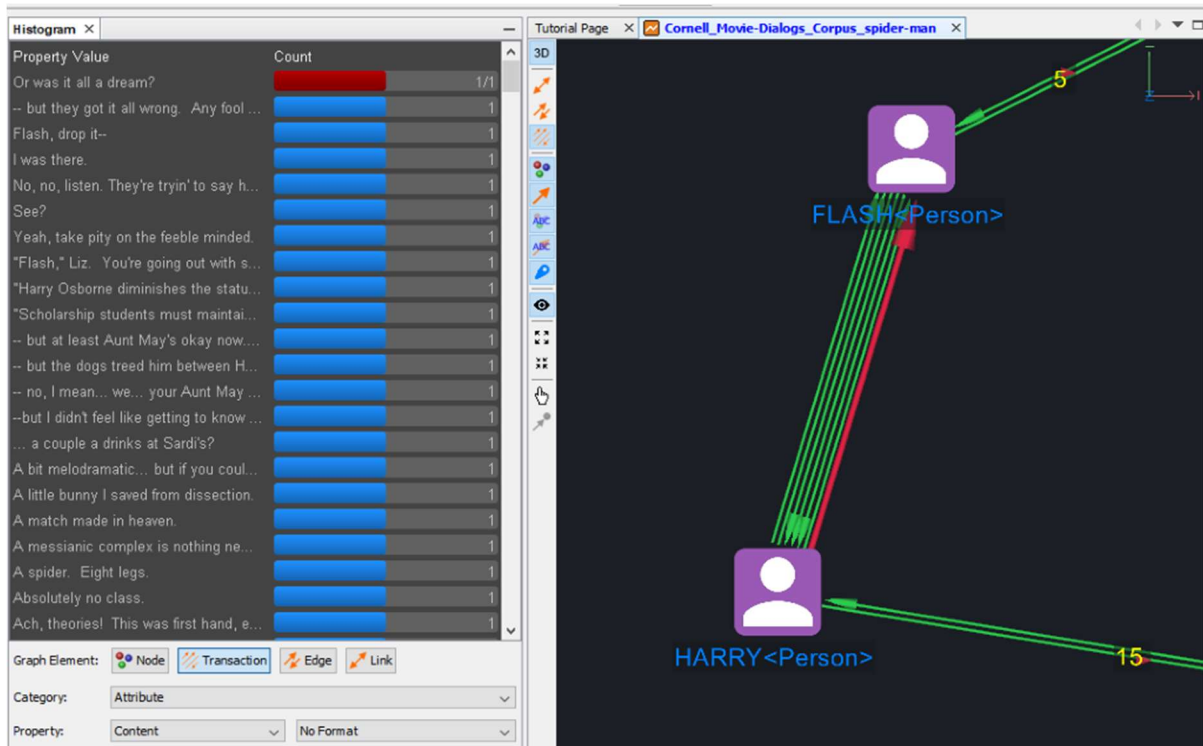 Histogram
Property Value Count
Or was it all a dream? 1/1
-- but they got it all wrong. Any fool ... 1
Flash, drop it-- 1
I was there. 1
No, no, listen. They're tryin' to say h... 1
See? 1
Yeah, take pity on the feeble minded. 1
"Flash," Liz. You're going out with s... 1
"Harry Osborne diminishes the statu... 1
"Scholarship students must maintai... 1
-- but at least Aunt May's okay now.... 1
-- but the dogs treed him between H... 1
-- no, I mean... we... your Aunt May ... 1
--but I didn't feel like getting to know ... 1
... a couple a drinks at Sardi's? 1
A bit melodramatic... but if you coul... 1
A little bunny I saved from dissection. 1
A match made in heaven. 1
A messianic complex is nothing ne... 1
A spider. Eight legs. 1
Absolutely no class. 1
Ach, theories! This was first hand, e... 1
Graph Element: Node Transaction Edge Link
Category: Attribute
Property: Content No Format
Tutorial Page Cornell_Movie-Dialogs_Corpus_spider-man
3D
ABC
ABC
5
FLASH<Person>
HARRY<Person>
15